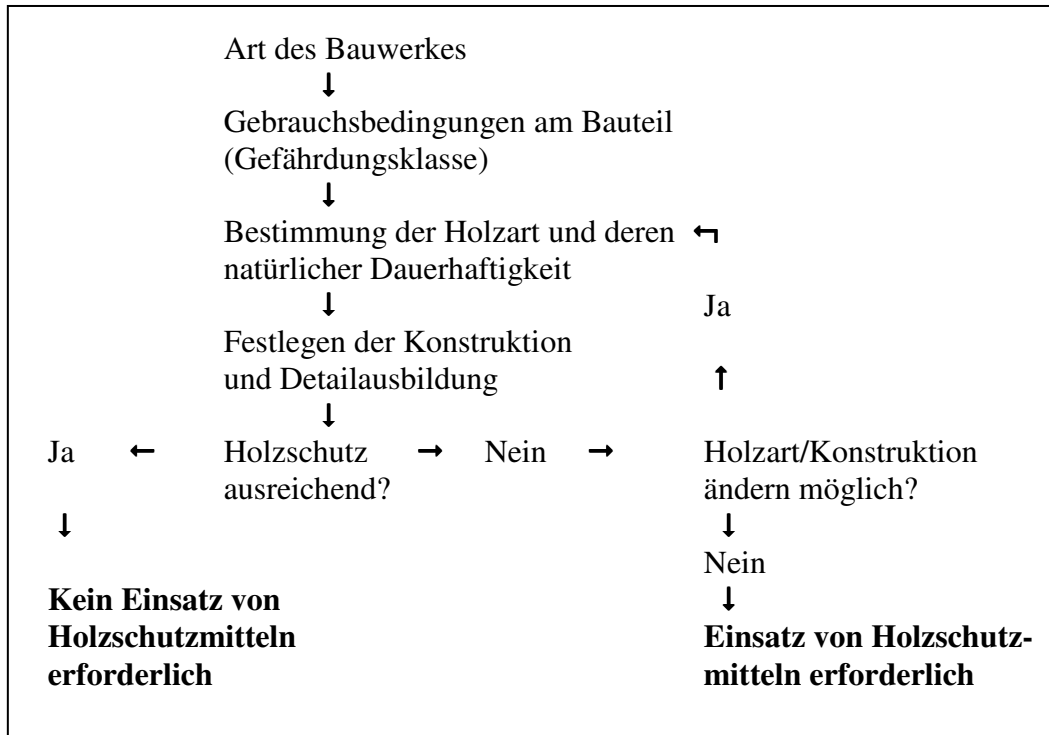 Art des Bauwerkes
↓
Gebrauchsbedingungen am Bauteil
(Gefährdungsklasse)
↓
Bestimmung der Holzart und deren ↰
natürlicher Dauerhaftigkeit
↓ Ja
Festlegen der Konstruktion
und Detailausbildung ↑
↓
Ja ← Holzschutz → Nein → Holzart/Konstruktion
ausreichend? ändern möglich?
↓ ↓
Nein
Kein Einsatz von ↓
Holzschutzmitteln Einsatz von Holzschutz-
erforderlich mitteln erforderlich